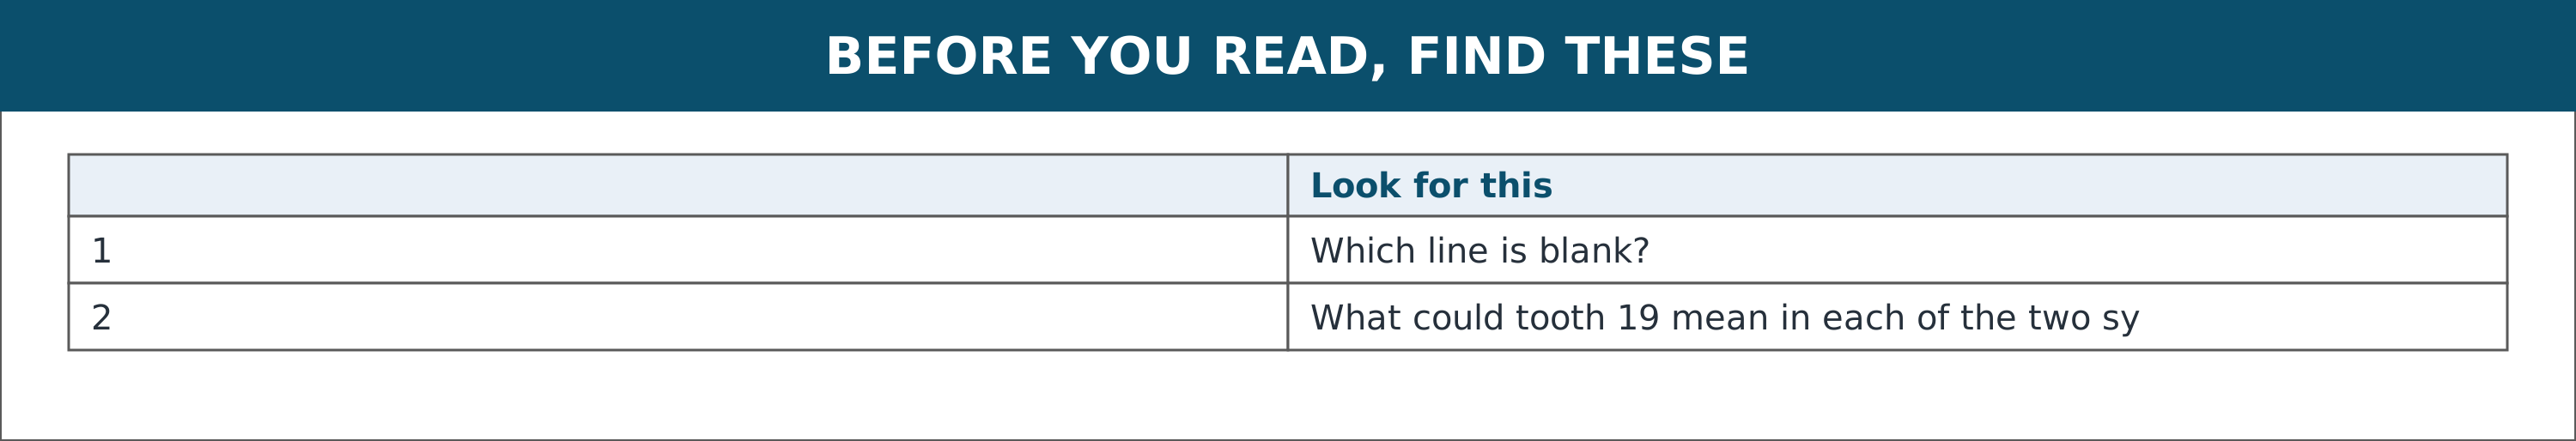 BEFORE YOU READ, FIND THESE
Look for this
1 Which line is blank?
2 What could tooth 19 mean in each of the two sy